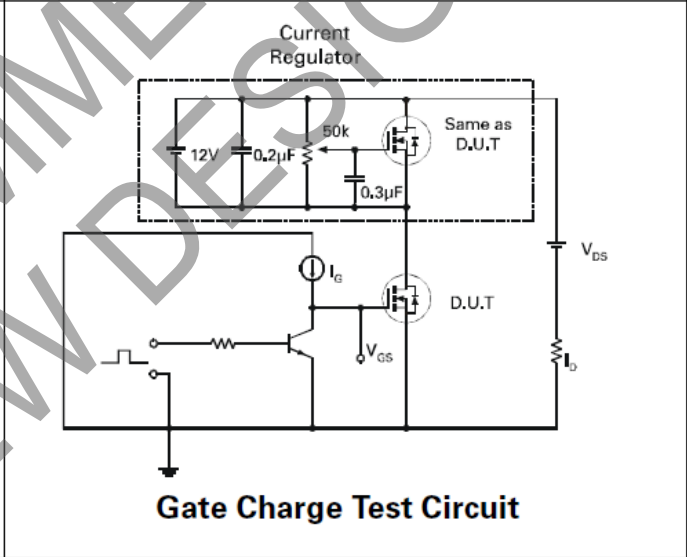 Current
Regulator
50k
Same as
D.U.T
12V
0.2µF
0.3µF
V_DS
I_G
D.U.T
V_GS
I_D
Gate Charge Test Circuit